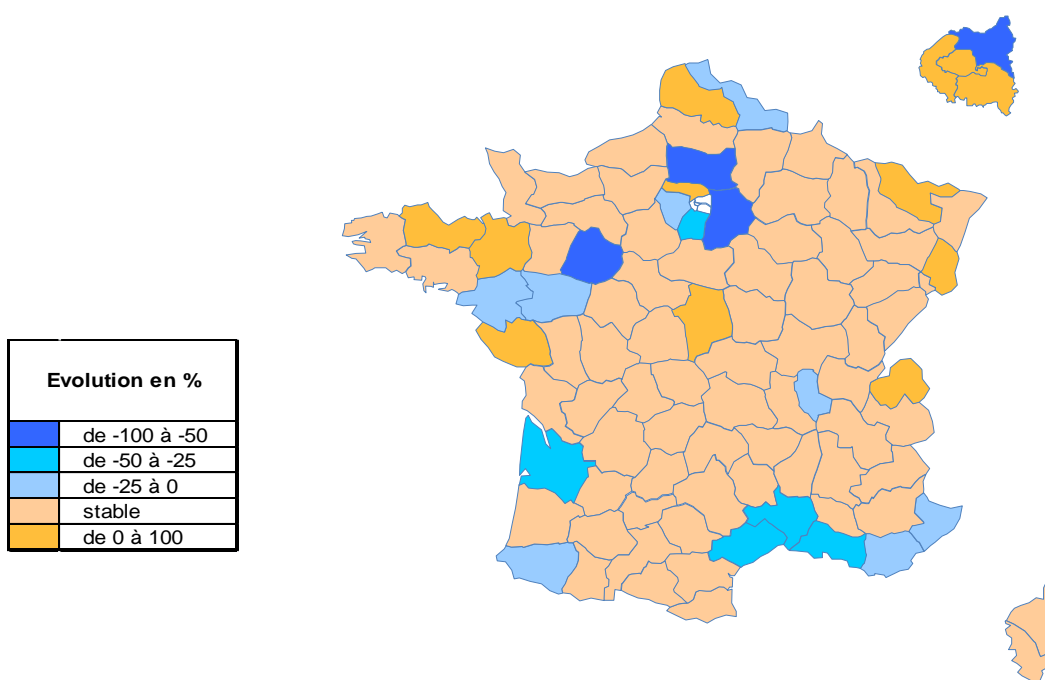 Evolution en %
de -100 à -50
de -50 à -25
de -25 à 0
stable
de 0 à 100